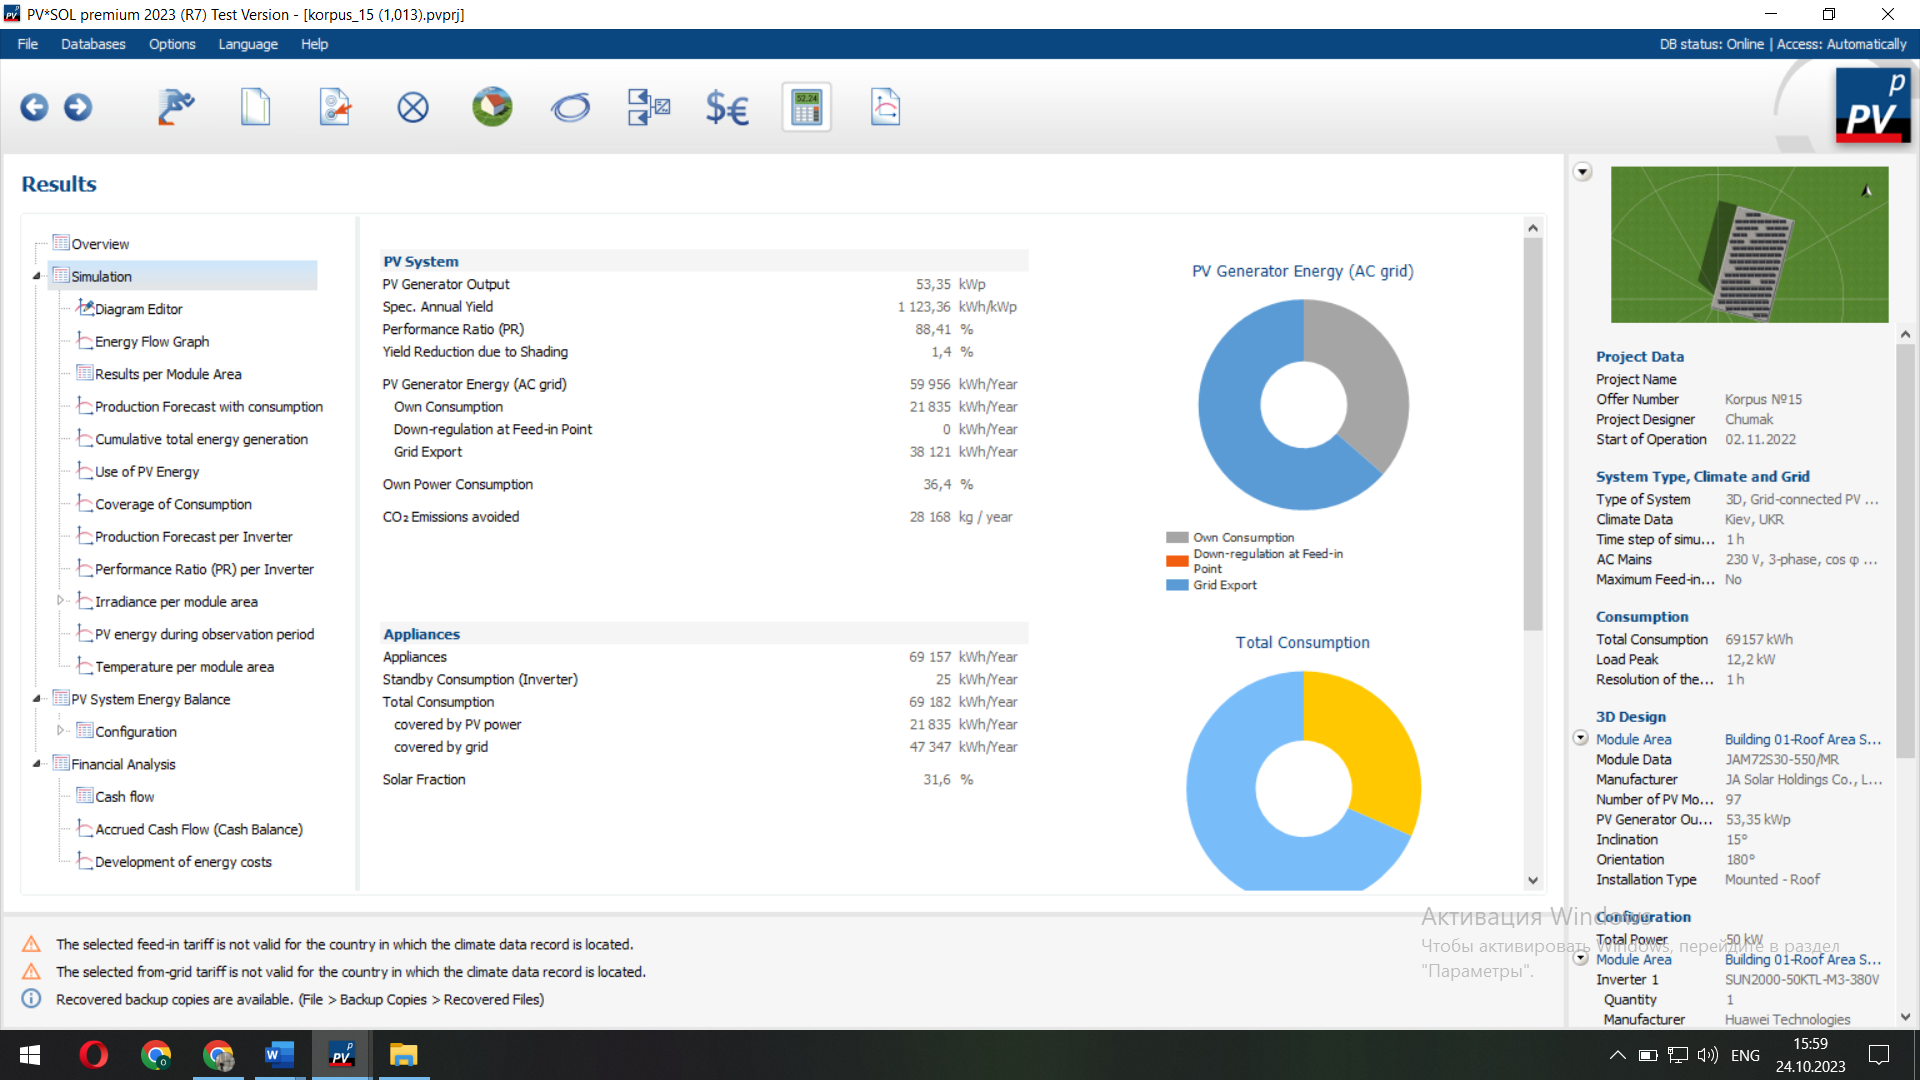 PV*SOL premium 2023 (R7) Test Version - [korpus_15 (1,013).pvprj]
File Databases Options Language Help
DB status: Online | Access: Automatically
$€
52,24
p
PV
Results
Overview
Simulation
Diagram Editor
Energy Flow Graph
Results per Module Area
Production Forecast with consumption
Cumulative total energy generation
Use of PV Energy
Coverage of Consumption
Production Forecast per Inverter
Performance Ratio (PR) per Inverter
Irradiance per module area
PV energy during observation period
Temperature per module area
PV System Energy Balance
Configuration
Financial Analysis
Cash flow
Accrued Cash Flow (Cash Balance)
Development of energy costs
PV System
PV Generator Output 53,35 kWp
Spec. Annual Yield 1 123,36 kWh/kWp
Performance Ratio (PR) 88,41 %
Yield Reduction due to Shading 1,4 %
PV Generator Energy (AC grid) 59 956 kWh/Year
Own Consumption 21 835 kWh/Year
Down-regulation at Feed-in Point 0 kWh/Year
Grid Export 38 121 kWh/Year
Own Power Consumption 36,4 %
CO₂ Emissions avoided 28 168 kg / year
Appliances
Appliances 69 157 kWh/Year
Standby Consumption (Inverter) 25 kWh/Year
Total Consumption 69 182 kWh/Year
covered by PV power 21 835 kWh/Year
covered by grid 47 347 kWh/Year
Solar Fraction 31,6 %
PV Generator Energy (AC grid)
Own Consumption
Down-regulation at Feed-in
Point
Grid Export
Total Consumption
Project Data
Project Name
Offer Number Korpus №15
Project Designer Chumak
Start of Operation 02.11.2022
System Type, Climate and Grid
Type of System 3D, Grid-connected PV ...
Climate Data Kiev, UKR
Time step of simu... 1 h
AC Mains 230 V, 3-phase, cos φ ...
Maximum Feed-in... No
Consumption
Total Consumption 69157 kWh
Load Peak 12,2 kW
Resolution of the... 1 h
3D Design
Module Area Building 01-Roof Area S...
Module Data JAM72S30-550/MR
Manufacturer JA Solar Holdings Co., L...
Number of PV Mo... 97
PV Generator Ou... 53,35 kWp
Inclination 15°
Orientation 180°
Installation Type Mounted - Roof
Configuration
Total Power 50 kW
Module Area Building 01-Roof Area S...
Inverter 1 SUN2000-50KTL-M3-380V
Quantity 1
Manufacturer Huawei Technologies
Активация Windows
Чтобы активировать Windows, перейдите в раздел
"Параметры".
The selected feed-in tariff is not valid for the country in which the climate data record is located.
The selected from-grid tariff is not valid for the country in which the climate data record is located.
Recovered backup copies are available. (File > Backup Copies > Recovered Files)
ENG
15:59
24.10.2023